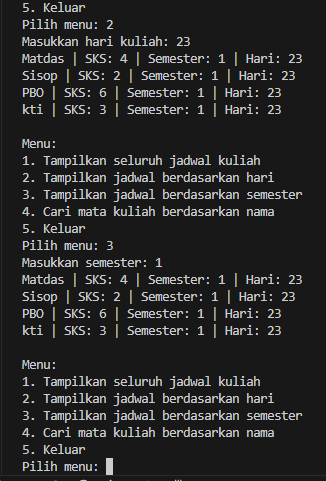 5. Keluar
Pilih menu: 2
Masukkan hari kuliah: 23
Matdas | SKS: 4 | Semester: 1 | Hari: 23
Sisop | SKS: 2 | Semester: 1 | Hari: 23
PBO | SKS: 6 | Semester: 1 | Hari: 23
kti | SKS: 3 | Semester: 1 | Hari: 23

Menu:
1. Tampilkan seluruh jadwal kuliah
2. Tampilkan jadwal berdasarkan hari
3. Tampilkan jadwal berdasarkan semester
4. Cari mata kuliah berdasarkan nama
5. Keluar
Pilih menu: 3
Masukkan semester: 1
Matdas | SKS: 4 | Semester: 1 | Hari: 23
Sisop | SKS: 2 | Semester: 1 | Hari: 23
PBO | SKS: 6 | Semester: 1 | Hari: 23
kti | SKS: 3 | Semester: 1 | Hari: 23

Menu:
1. Tampilkan seluruh jadwal kuliah
2. Tampilkan jadwal berdasarkan hari
3. Tampilkan jadwal berdasarkan semester
4. Cari mata kuliah berdasarkan nama
5. Keluar
Pilih menu: